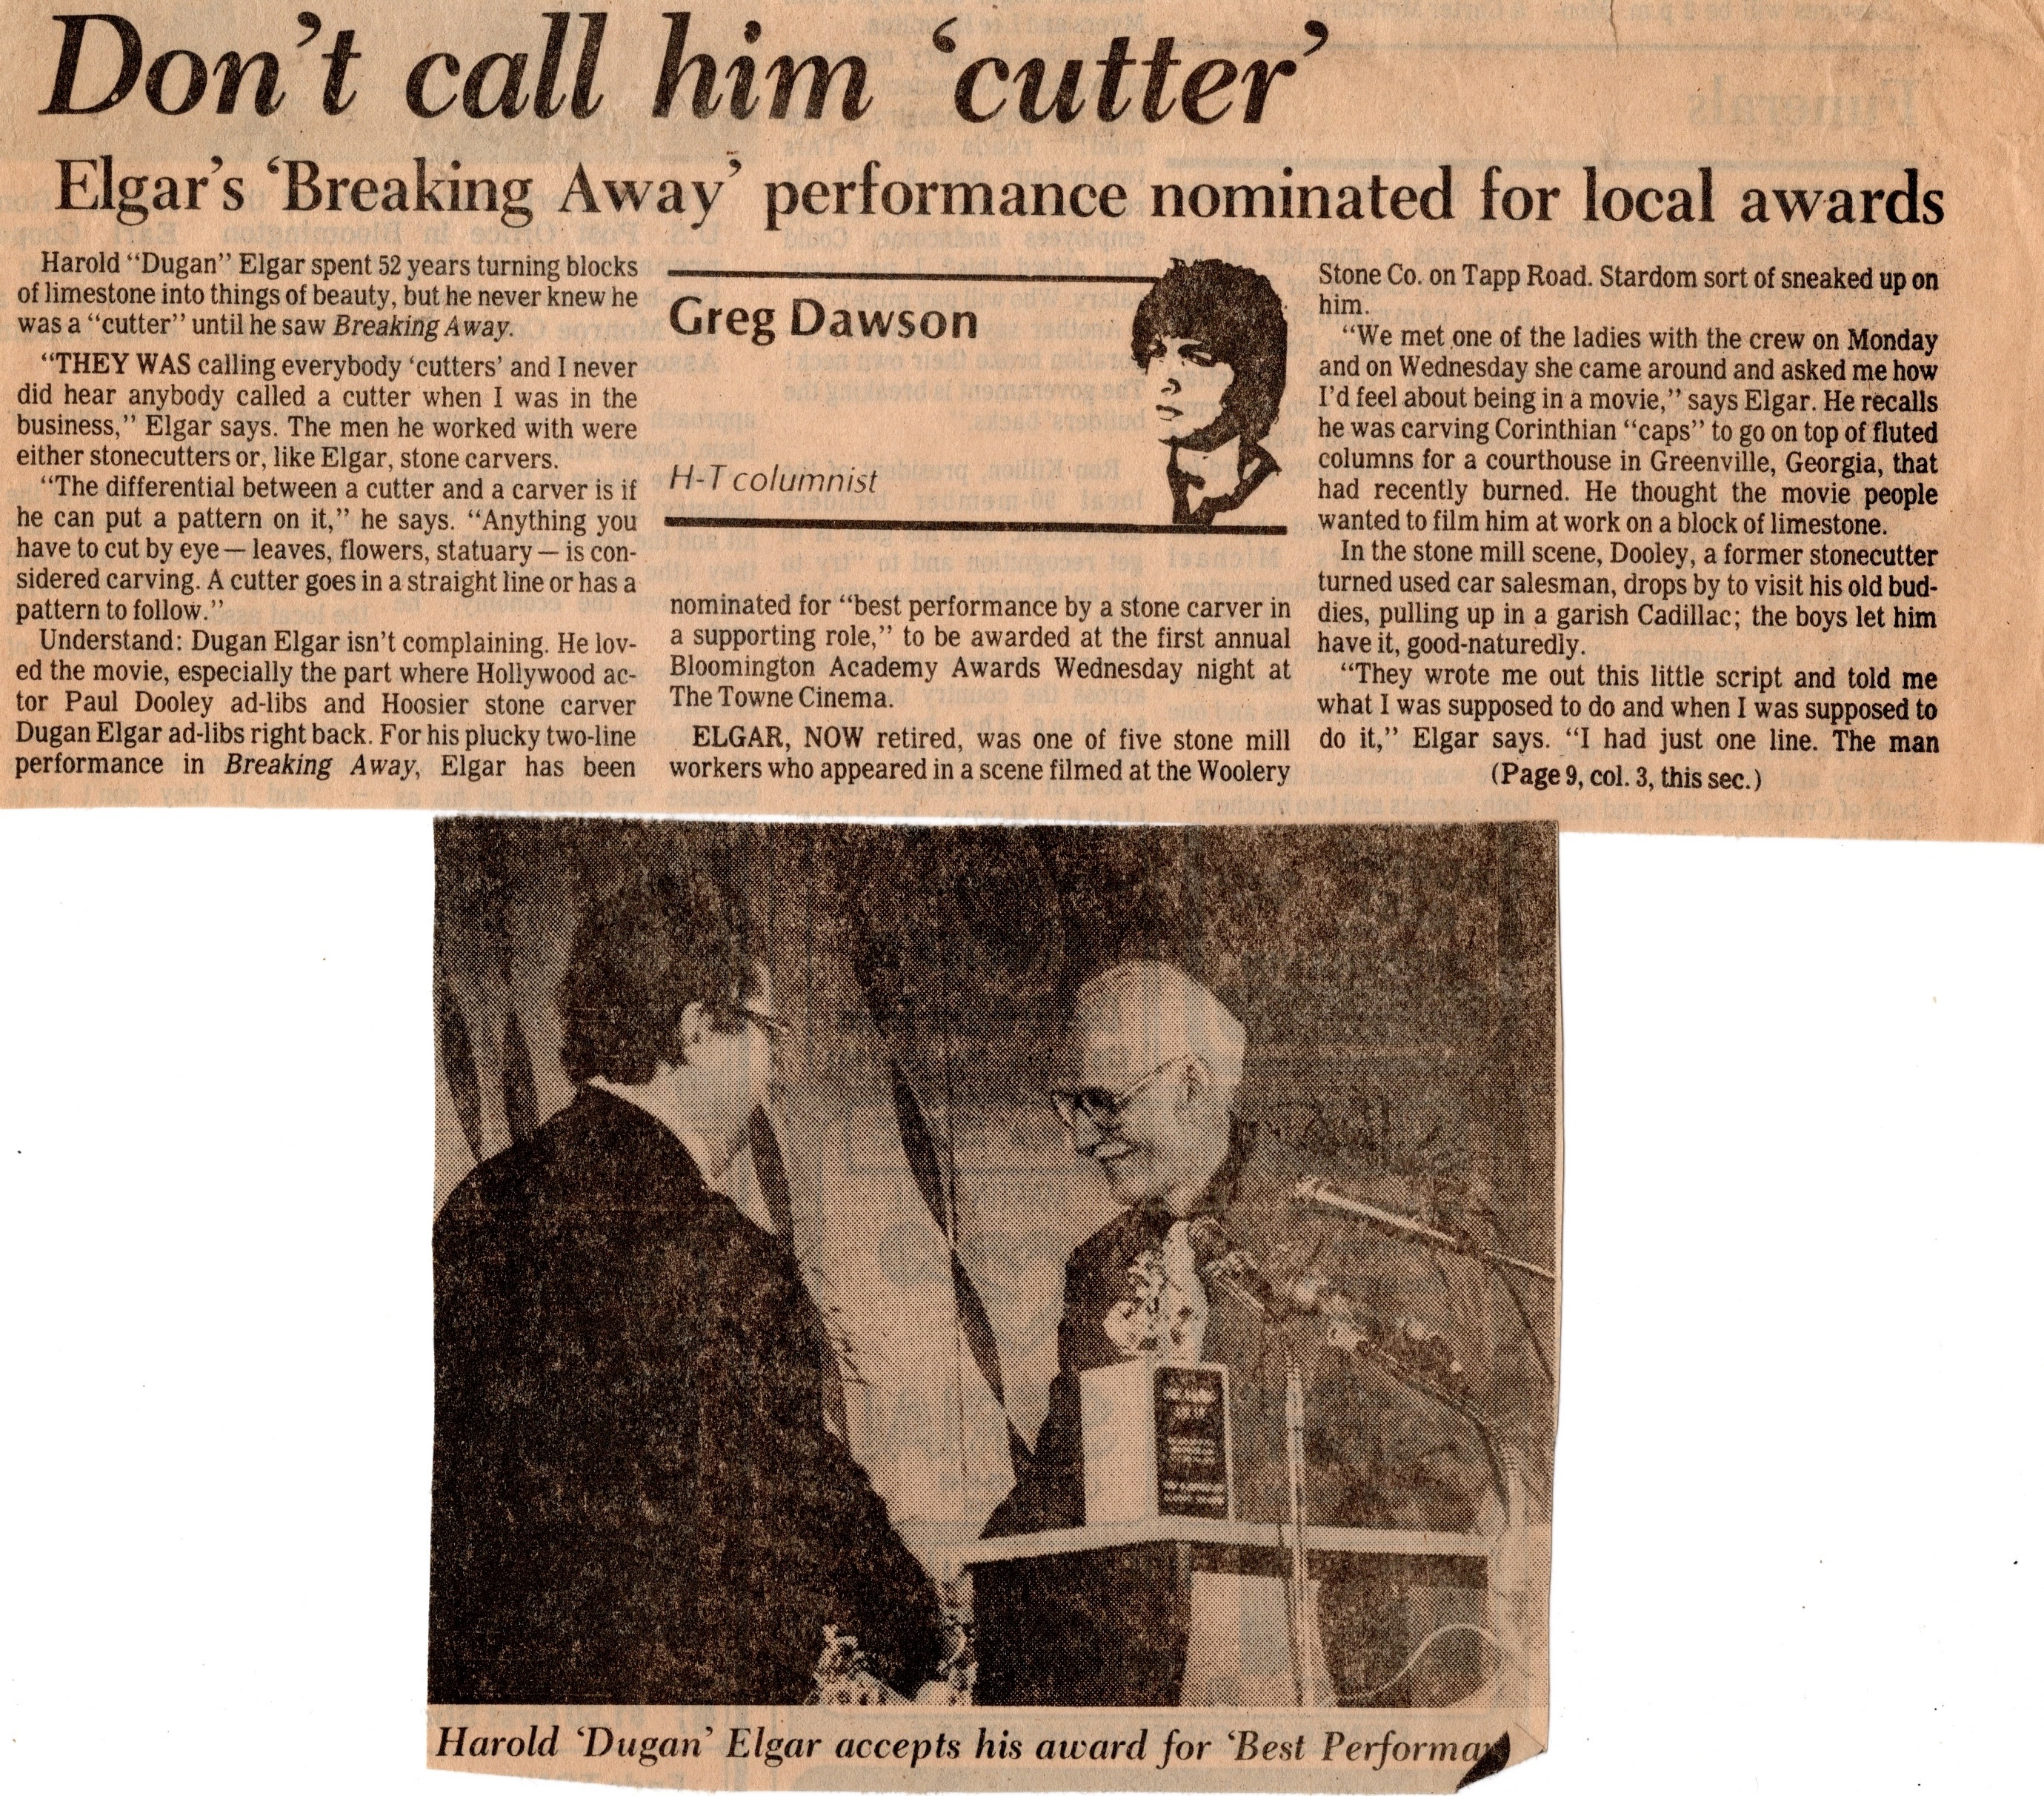 Don't call him 'cutter'
Elgar's 'Breaking Away' performance nominated for local awards
Harold "Dugan" Elgar spent 52 years turning blocks
of limestone into things of beauty, but he never knew he
was a "cutter" until he saw Breaking Away.
"THEY WAS calling everybody 'cutters' and I never
did hear anybody called a cutter when I was in the
business," Elgar says. The men he worked with were
either stonecutters or, like Elgar, stone carvers.
"The differential between a cutter and a carver is if
he can put a pattern on it," he says. "Anything you
have to cut by eye — leaves, flowers, statuary — is con-
sidered carving. A cutter goes in a straight line or has a
pattern to follow."
Understand: Dugan Elgar isn't complaining. He lov-
ed the movie, especially the part where Hollywood ac-
tor Paul Dooley ad-libs and Hoosier stone carver
Dugan Elgar ad-libs right back. For his plucky two-line
performance in Breaking Away, Elgar has been
Greg Dawson
H-T columnist
nominated for "best performance by a stone carver in
a supporting role," to be awarded at the first annual
Bloomington Academy Awards Wednesday night at
The Towne Cinema.
ELGAR, NOW retired, was one of five stone mill
workers who appeared in a scene filmed at the Woolery
Stone Co. on Tapp Road. Stardom sort of sneaked up on
him.
"We met one of the ladies with the crew on Monday
and on Wednesday she came around and asked me how
I'd feel about being in a movie," says Elgar. He recalls
he was carving Corinthian "caps" to go on top of fluted
columns for a courthouse in Greenville, Georgia, that
had recently burned. He thought the movie people
wanted to film him at work on a block of limestone.
In the stone mill scene, Dooley, a former stonecutter
turned used car salesman, drops by to visit his old bud-
dies, pulling up in a garish Cadillac; the boys let him
have it, good-naturedly.
"They wrote me out this little script and told me
what I was supposed to do and when I was supposed to
do it," Elgar says. "I had just one line. The man
(Page 9, col. 3, this sec.)
Harold 'Dugan' Elgar accepts his award for 'Best Performan